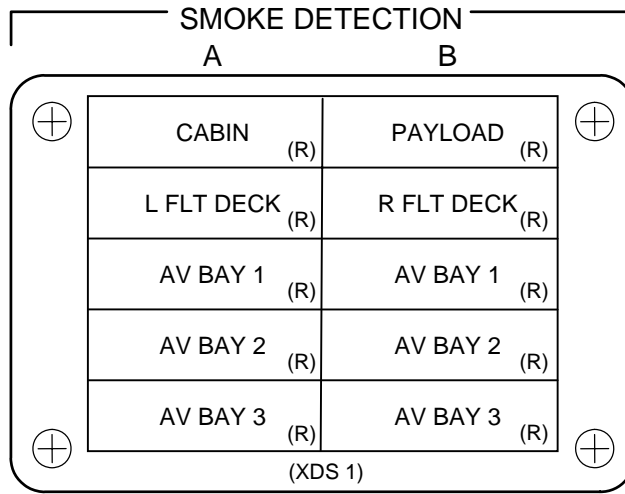 SMOKE DETECTION
A B
CABIN (R) PAYLOAD (R)
L FLT DECK (R) R FLT DECK (R)
AV BAY 1 (R) AV BAY 1 (R)
AV BAY 2 (R) AV BAY 2 (R)
AV BAY 3 (R) AV BAY 3 (R)
(XDS 1)